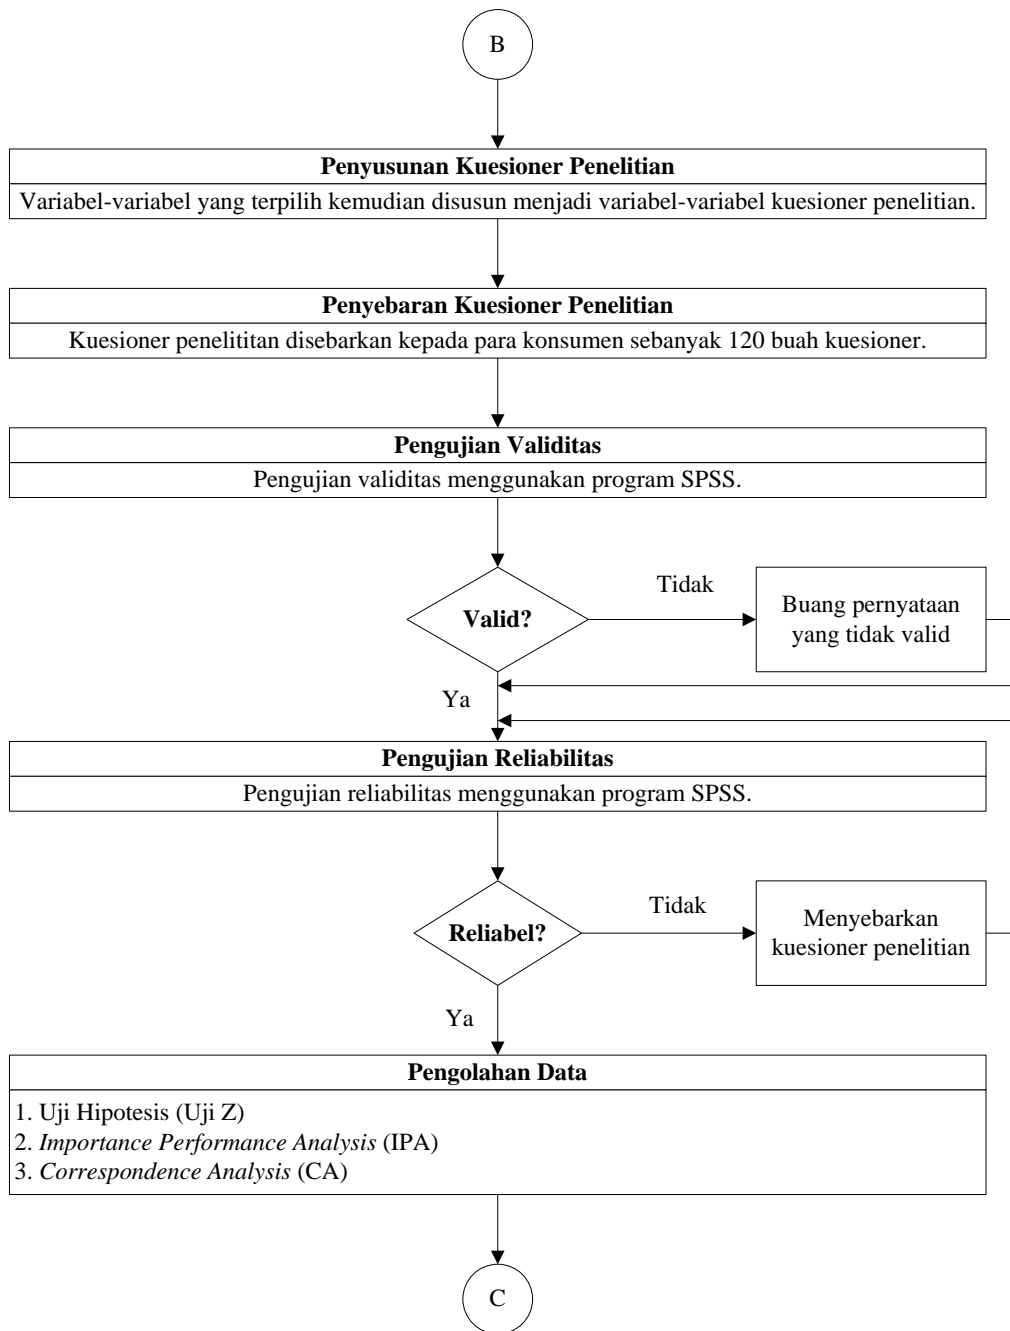 B
Penyusunan Kuesioner Penelitian
Variabel-variabel yang terpilih kemudian disusun menjadi variabel-variabel kuesioner penelitian.
Penyebaran Kuesioner Penelitian
Kuesioner penelititan disebarkan kepada para konsumen sebanyak 120 buah kuesioner.
Pengujian Validitas
Pengujian validitas menggunakan program SPSS.
Valid?
Tidak
Buang pernyataan
yang tidak valid
Ya
Pengujian Reliabilitas
Pengujian reliabilitas menggunakan program SPSS.
Reliabel?
Tidak
Menyebarkan
kuesioner penelitian
Ya
Pengolahan Data
1. Uji Hipotesis (Uji Z)
2. Importance Performance Analysis (IPA)
3. Correspondence Analysis (CA)
C